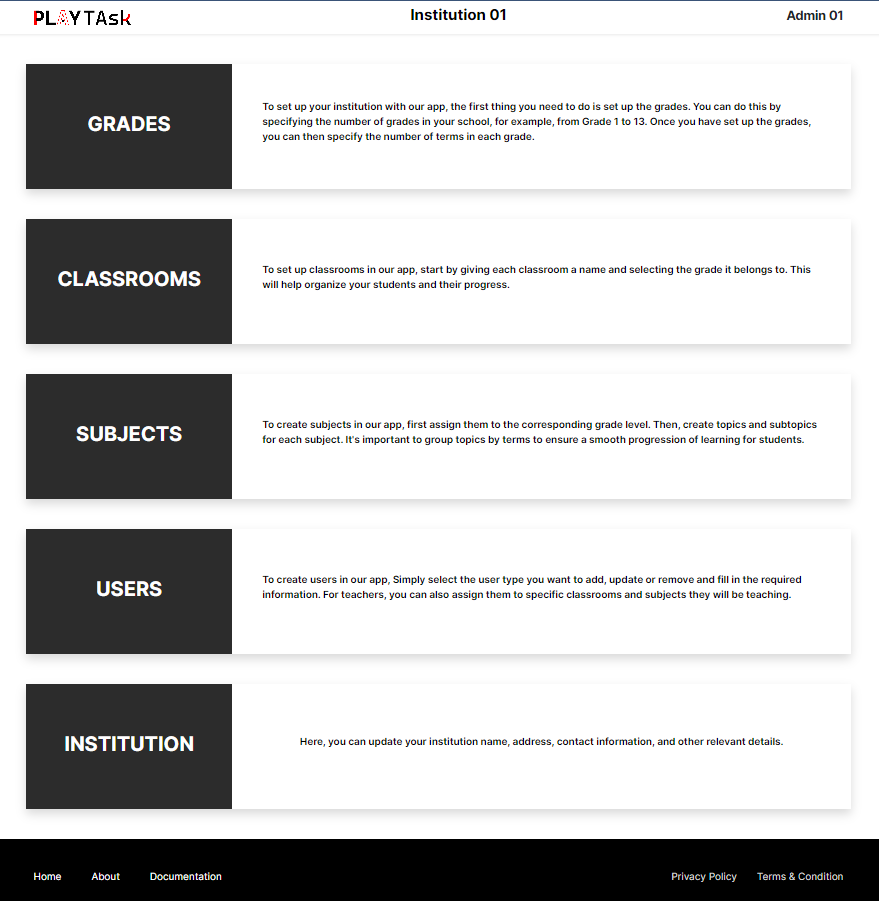 PLAYTAsk
Institution 01
Admin 01
GRADES
To set up your institution with our app, the first thing you need to do is set up the grades. You can do this by
specifying the number of grades in your school, for example, from Grade 1 to 13. Once you have set up the grades,
you can then specify the number of terms in each grade.
CLASSROOMS
To set up classrooms in our app, start by giving each classroom a name and selecting the grade it belongs to. This
will help organize your students and their progress.
SUBJECTS
To create subjects in our app, first assign them to the corresponding grade level. Then, create topics and subtopics
for each subject. It's important to group topics by terms to ensure a smooth progression of learning for students.
USERS
To create users in our app, Simply select the user type you want to add, update or remove and fill in the required
information. For teachers, you can also assign them to specific classrooms and subjects they will be teaching.
INSTITUTION
Here, you can update your institution name, address, contact information, and other relevant details.
Home
About
Documentation
Privacy Policy
Terms & Condition